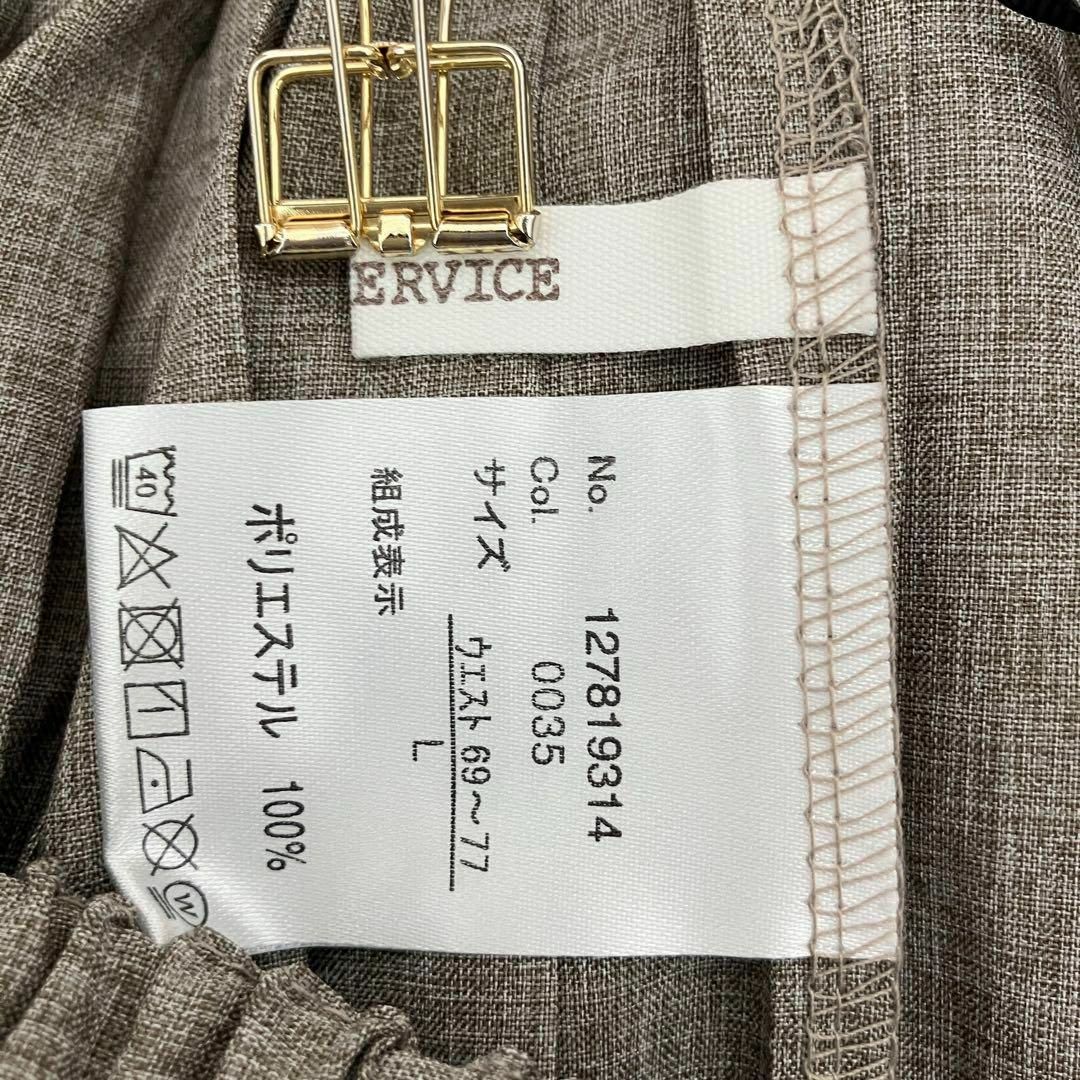 ERVICE
No. 127819314
Col. 0035
サイズ ウエスト69～77
L
組成表示
ポリエステル 100%
40
W